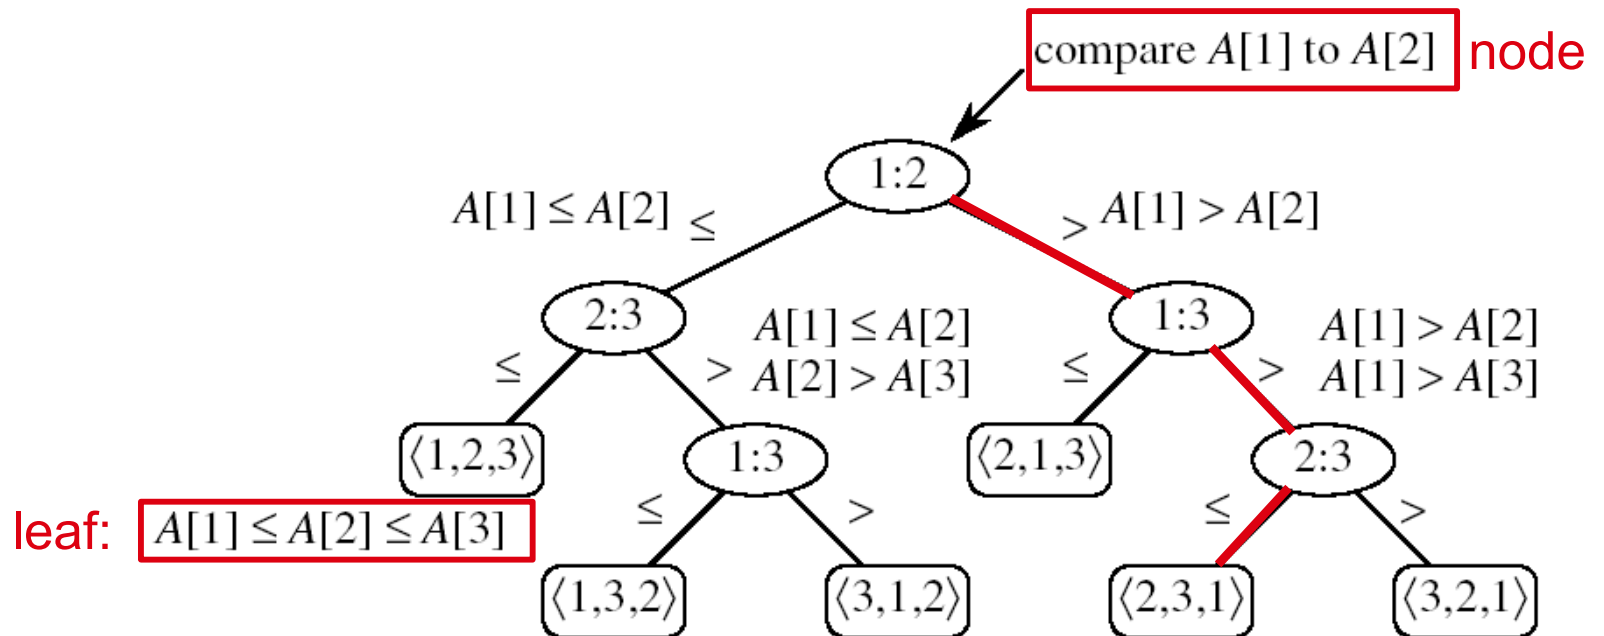 compare A[1] to A[2] node
1:2
A[1] ≤ A[2] ≤ > A[1] > A[2]
2:3 A[1] ≤ A[2] 1:3 A[1] > A[2]
≤ > A[2] > A[3] ≤ > A[1] > A[3]
⟨1,2,3⟩ 1:3 ⟨2,1,3⟩ 2:3
leaf: A[1] ≤ A[2] ≤ A[3] ≤ > ≤ >
⟨1,3,2⟩ ⟨3,1,2⟩ ⟨2,3,1⟩ ⟨3,2,1⟩